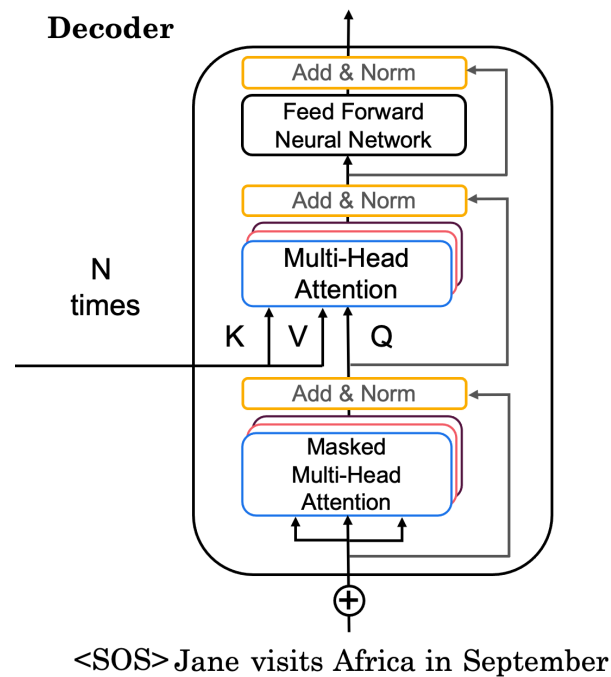 Decoder
Add & Norm
Feed Forward
Neural Network
Add & Norm
Multi-Head
Attention
N
times
K V Q
Add & Norm
Masked
Multi-Head
Attention
<SOS> Jane visits Africa in September